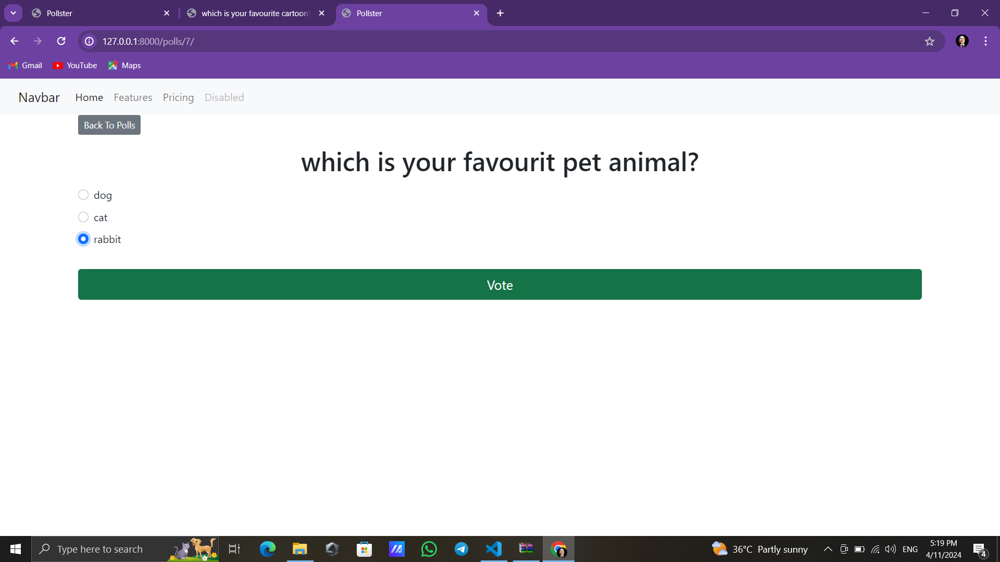 Pollster
which is your favourite cartoon?
Pollster
127.0.0.1:8000/polls/7/
Gmail YouTube Maps
Navbar Home Features Pricing Disabled
Back To Polls
which is your favourit pet animal?
dog
cat
rabbit
Vote
Type here to search
36°C Partly sunny
ENG
5:19 PM
4/11/2024
4